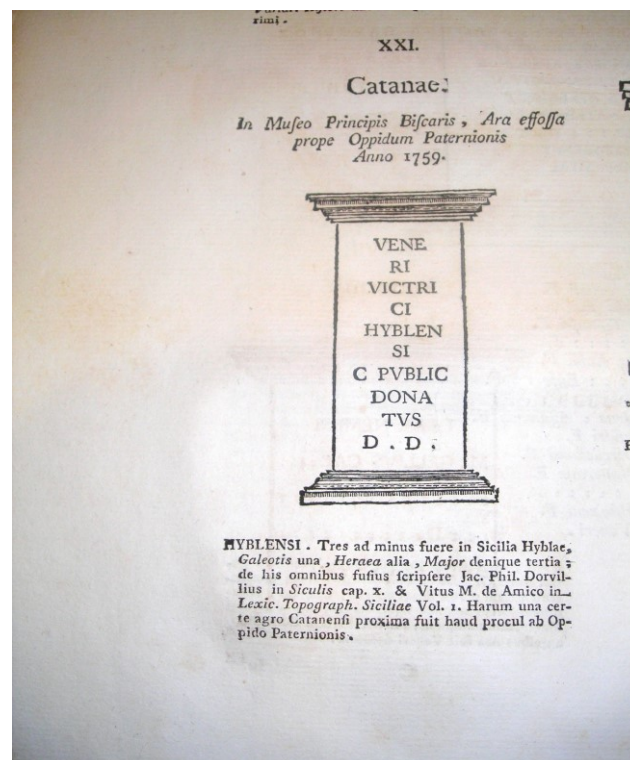 rimi.
XXI.
Catanae.
In Muſeo Principis Biſcaris, Ara effoſſa
prope Oppidum Paternionis
Anno 1759.
VENE
RI
VICTRI
CI
HYBLEN
SI
C PVBLIC
DONA
TVS
D . D .
HYBLENSI . Tres ad minus fuere in Sicilia Hyblae,
Galeotis una , Heraea alia , Major denique tertia ;
de his omnibus fuſius ſcripſere Jac. Phil. Dorvil-
lius in Siculis cap. x. & Vitus M. de Amico in
Lexic. Topograph. Siciliae Vol. 1. Harum una cer-
te agro Catanenſi proxima fuit haud procul ab Op-
pido Paternionis.